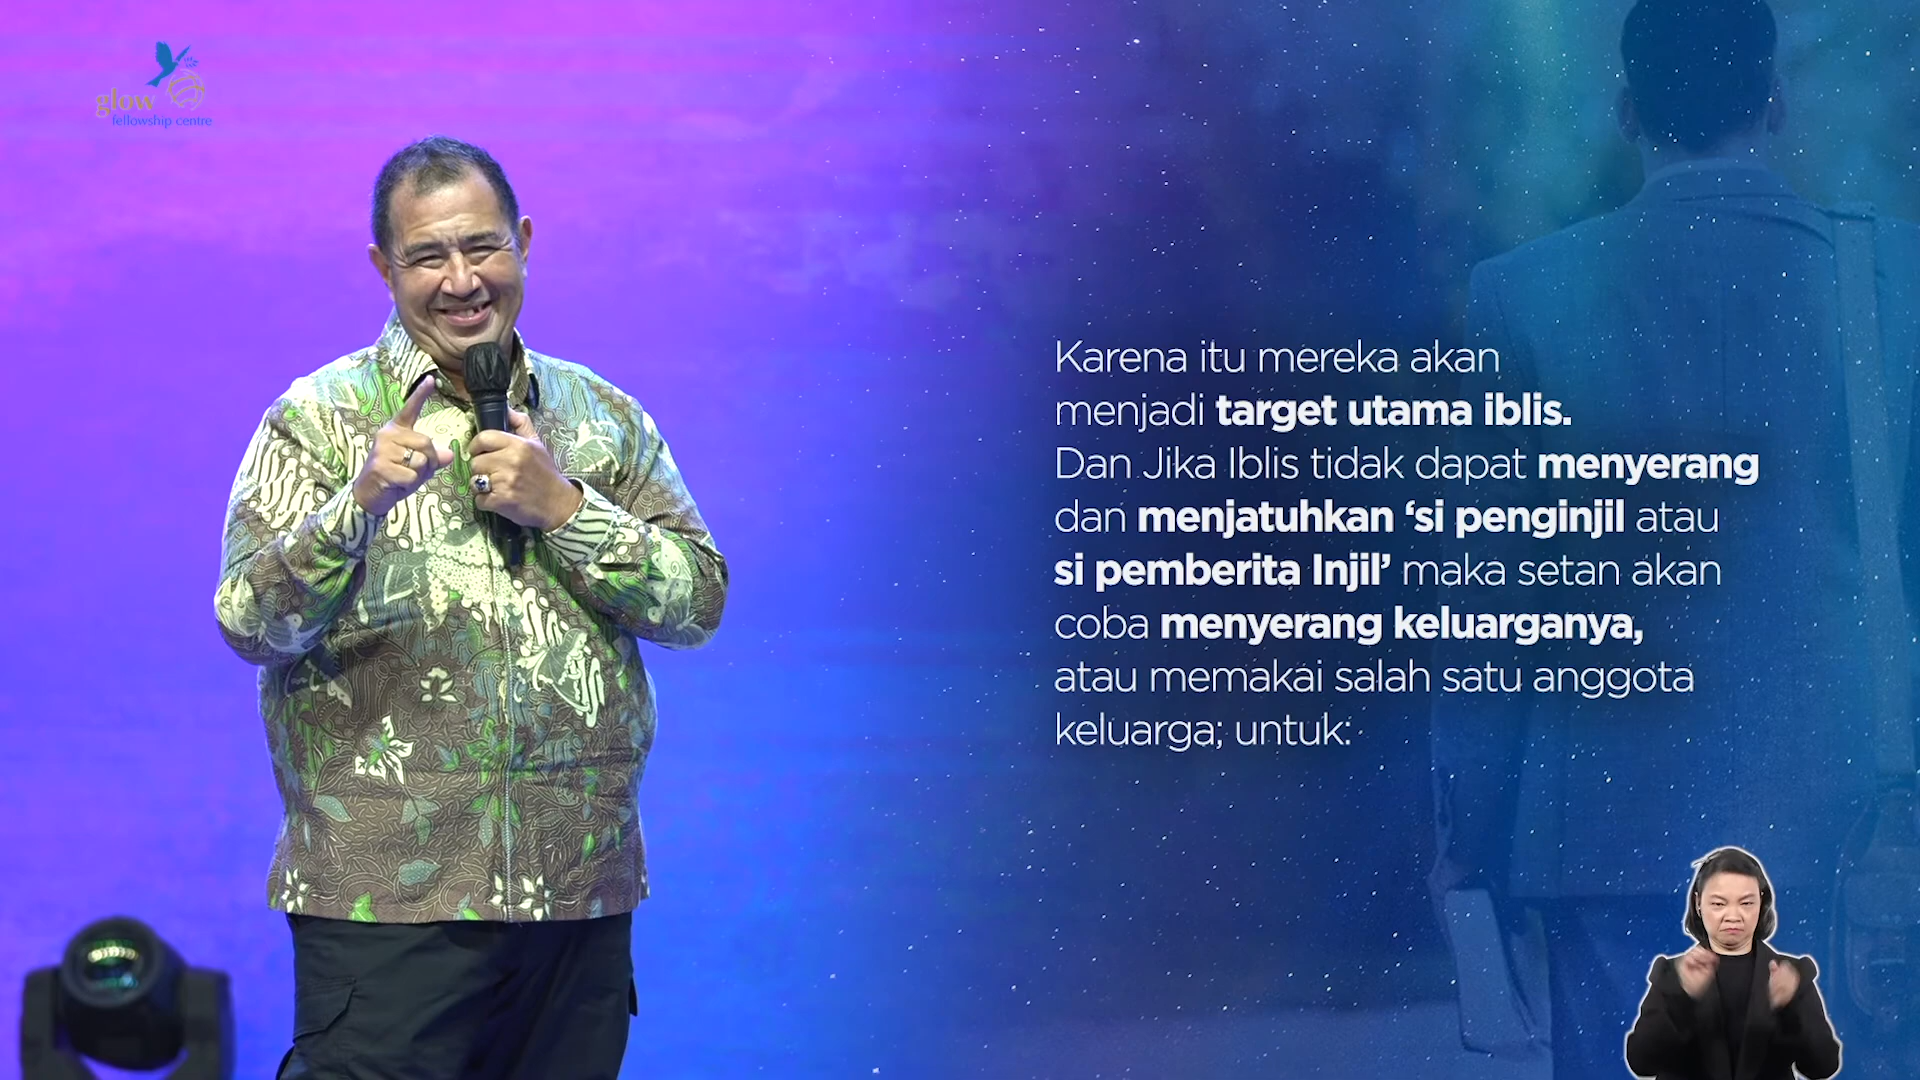 glow
fellowship centre
Karena itu mereka akan
menjadi target utama iblis.
Dan Jika Iblis tidak dapat menyerang
dan menjatuhkan ‘si penginjil atau
si pemberita Injil’ maka setan akan
coba menyerang keluarganya,
atau memakai salah satu anggota
keluarga; untuk: